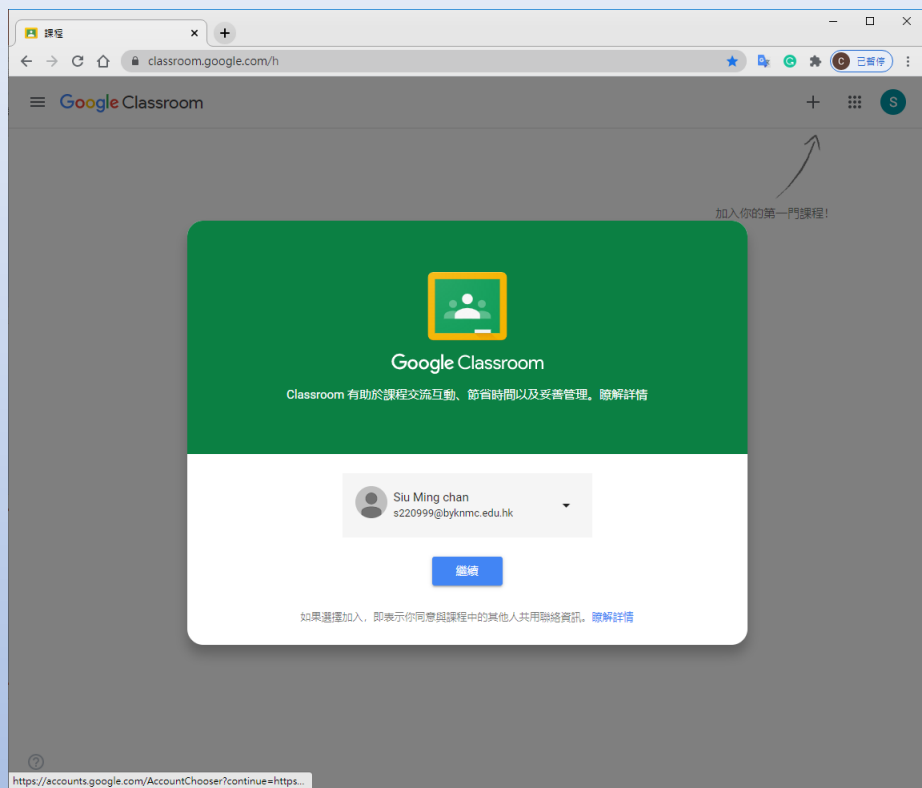 課程
classroom.google.com/h
C 已暫停
Google Classroom
S
加入你的第一門課程!
Google Classroom
Classroom 有助於課程交流互動、節省時間以及妥善管理。瞭解詳情
Siu Ming chan
s220999@byknmc.edu.hk
繼續
如果選擇加入，即表示你同意與課程中的其他人共用聯絡資訊。瞭解詳情
https://accounts.google.com/AccountChooser?continue=https...